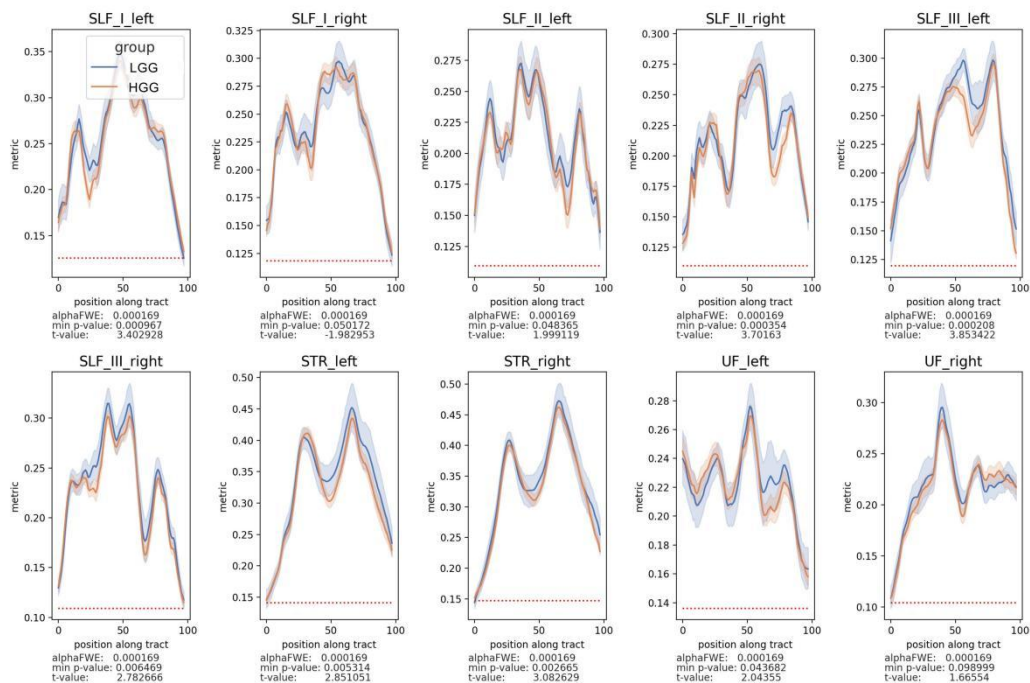 SLF_I_left
SLF_I_right
SLF_II_left
SLF_II_right
SLF_III_left
group
LGG
HGG
metric
0.35
0.30
0.25
0.20
0.15
metric
0.325
0.300
0.275
0.250
0.225
0.200
0.175
0.150
0.125
metric
0.275
0.250
0.225
0.200
0.175
0.150
0.125
metric
0.300
0.275
0.250
0.225
0.200
0.175
0.150
0.125
metric
0.300
0.275
0.250
0.225
0.200
0.175
0.150
0.125
0 50 100
0 50 100
0 50 100
0 50 100
0 50 100
position along tract
position along tract
position along tract
position along tract
position along tract
alphaFWE: 0.000169
min p-value: 0.000967
t-value: 3.402928
alphaFWE: 0.000169
min p-value: 0.050172
t-value: -1.982953
alphaFWE: 0.000169
min p-value: 0.048365
t-value: 1.999119
alphaFWE: 0.000169
min p-value: 0.000354
t-value: 3.70163
alphaFWE: 0.000169
min p-value: 0.000208
t-value: 3.853422
SLF_III_right
STR_left
STR_right
UF_left
UF_right
metric
0.30
0.25
0.20
0.15
0.10
metric
0.50
0.45
0.40
0.35
0.30
0.25
0.20
0.15
metric
0.50
0.45
0.40
0.35
0.30
0.25
0.20
0.15
metric
0.28
0.26
0.24
0.22
0.20
0.18
0.16
0.14
metric
0.30
0.25
0.20
0.15
0.10
0 50 100
0 50 100
0 50 100
0 50 100
0 50 100
position along tract
position along tract
position along tract
position along tract
position along tract
alphaFWE: 0.000169
min p-value: 0.006469
t-value: 2.782666
alphaFWE: 0.000169
min p-value: 0.005314
t-value: 2.851051
alphaFWE: 0.000169
min p-value: 0.002665
t-value: 3.082629
alphaFWE: 0.000169
min p-value: 0.043682
t-value: 2.04355
alphaFWE: 0.000169
min p-value: 0.098999
t-value: 1.66554